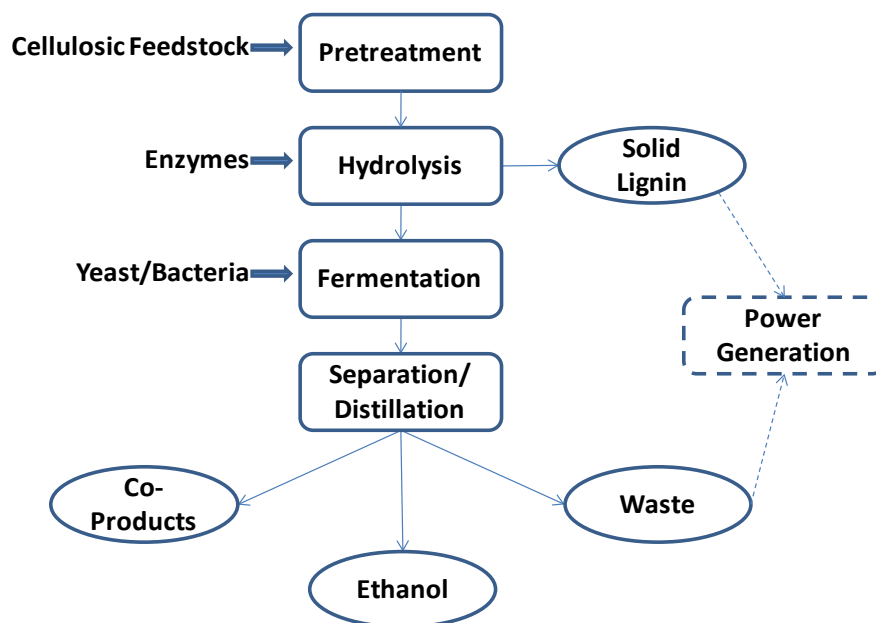 Cellulosic Feedstock
Pretreatment
Enzymes
Hydrolysis
Solid
Lignin
Yeast/Bacteria
Fermentation
Power
Generation
Separation/
Distillation
Co-
Products
Waste
Ethanol